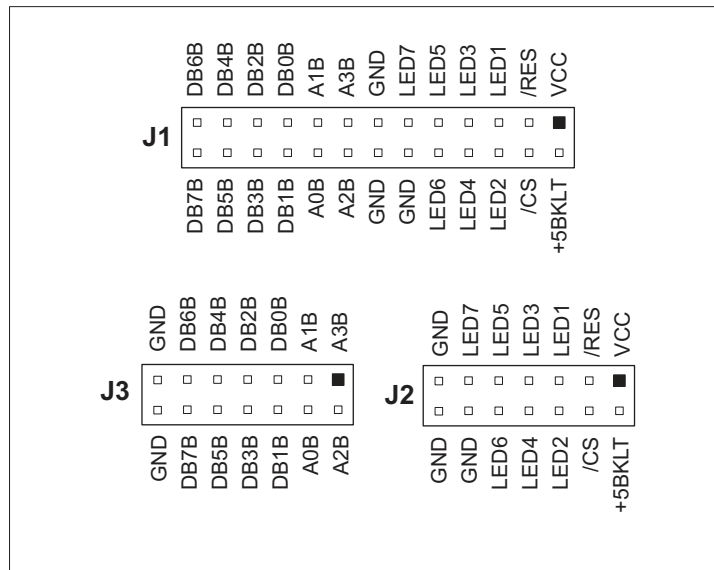 DB6B DB4B DB2B DB0B A1B A3B GND LED7 LED5 LED3 LED1 /RES VCC
J1
DB7B DB5B DB3B DB1B A0B A2B GND GND LED6 LED4 LED2 /CS +5BKLT
GND DB6B DB4B DB2B DB0B A1B A3B
J3
GND DB7B DB5B DB3B DB1B A0B A2B
GND LED7 LED5 LED3 LED1 /RES VCC
J2
GND GND LED6 LED4 LED2 /CS +5BKLT